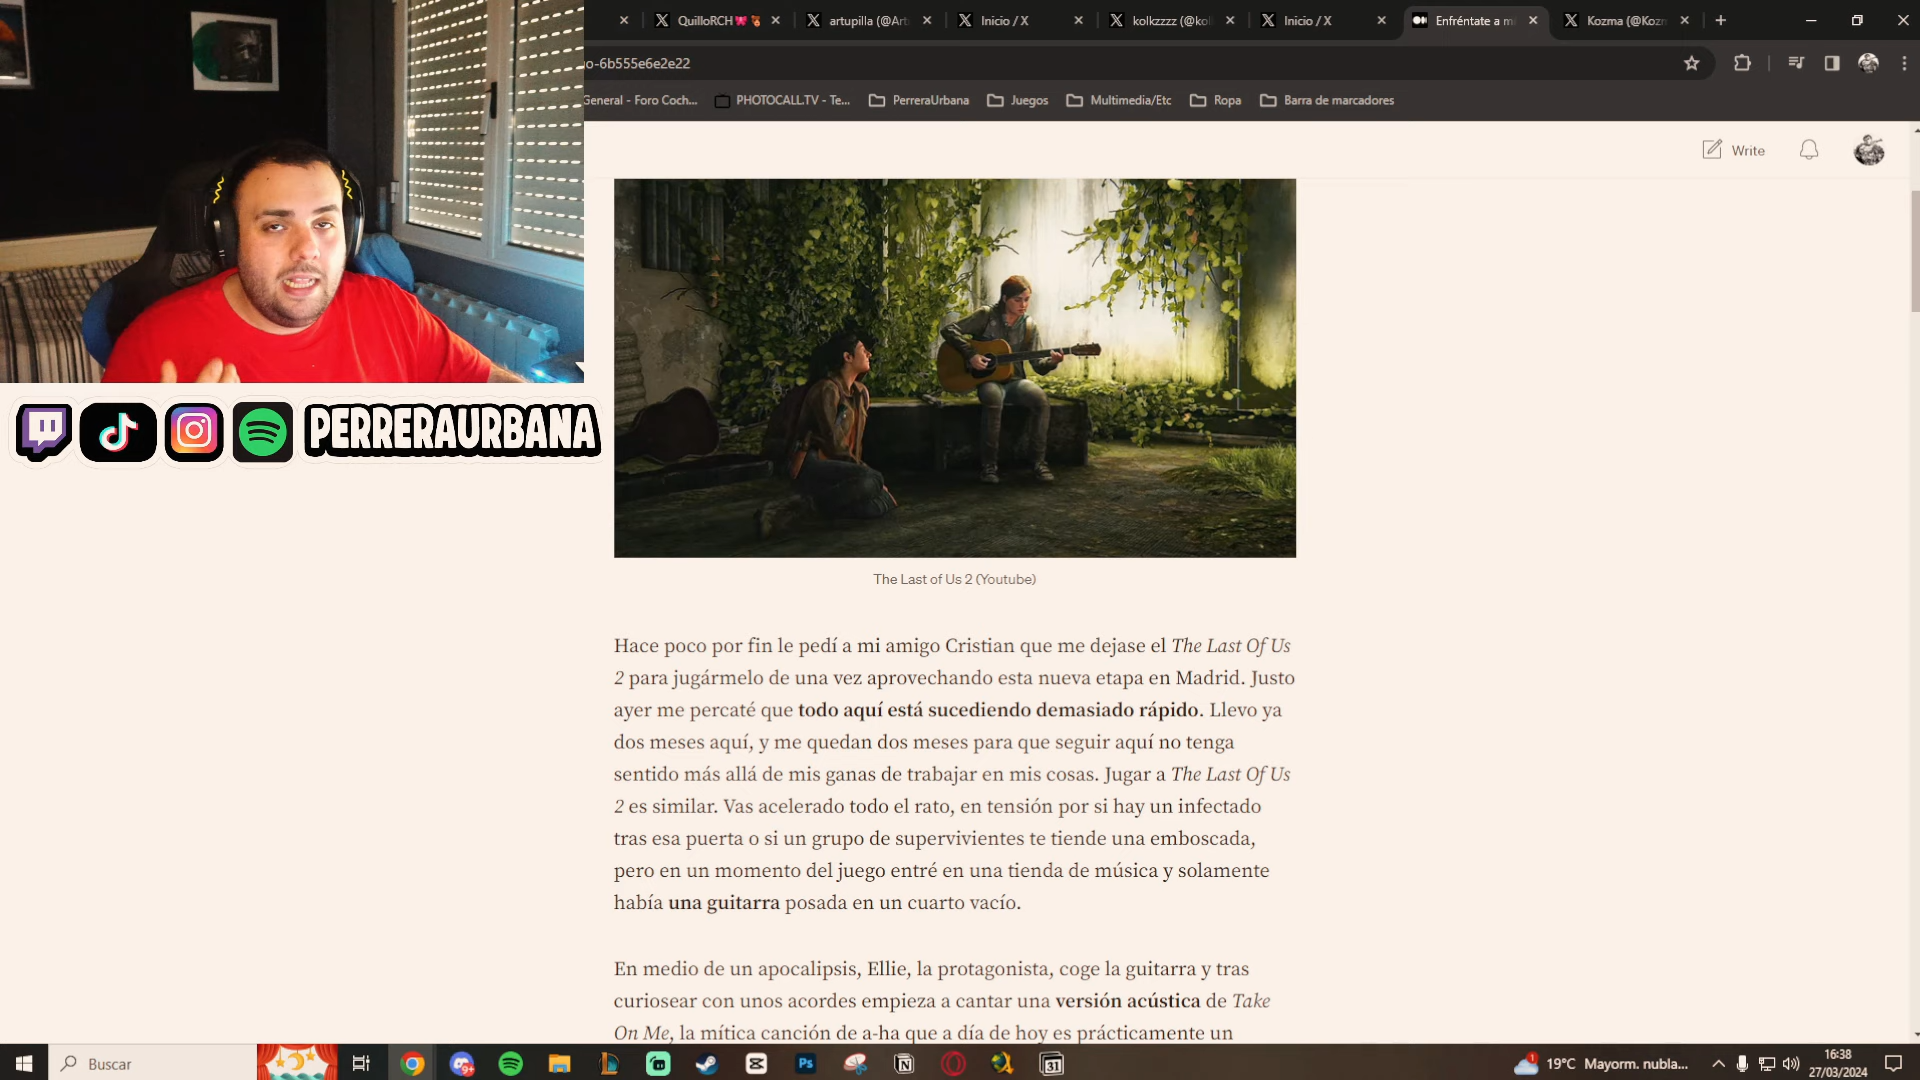 QuilloRCH
artupilla (@Art
Inicio / X
kolkzzzz (@kol
Inicio / X
Enfréntate a mi
Kozma (@Kozm
o-6b555e6e2e22
General - Foro Coch...
PHOTOCALL.TV - Te...
PerreraUrbana
Juegos
Multimedia/Etc
Ropa
Barra de marcadores
Write
PERRERAURBANA
The Last of Us 2 (Youtube)
Hace poco por fin le pedí a mi amigo Cristian que me dejase el The Last Of Us
2 para jugármelo de una vez aprovechando esta nueva etapa en Madrid. Justo
ayer me percaté que todo aquí está sucediendo demasiado rápido. Llevo ya
dos meses aquí, y me quedan dos meses para que seguir aquí no tenga
sentido más allá de mis ganas de trabajar en mis cosas. Jugar a The Last Of Us
2 es similar. Vas acelerado todo el rato, en tensión por si hay un infectado
tras esa puerta o si un grupo de supervivientes te tiende una emboscada,
pero en un momento del juego entré en una tienda de música y solamente
había una guitarra posada en un cuarto vacío.
En medio de un apocalipsis, Ellie, la protagonista, coge la guitarra y tras
curiosear con unos acordes empieza a cantar una versión acústica de Take
On Me, la mítica canción de a-ha que a día de hoy es prácticamente un
Buscar
9+
Ps
31
1
19°C Mayorm. nubla...
16:38
27/03/2024